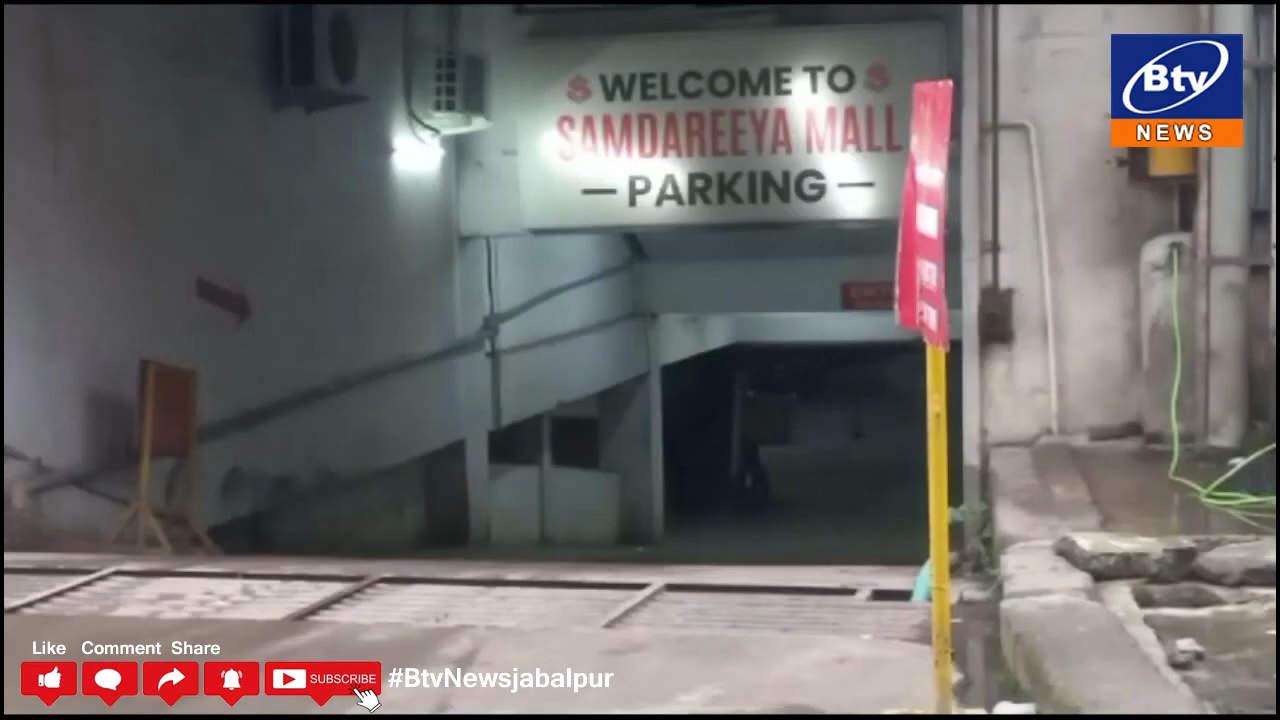 WELCOME TO
SAMDAREEYA MALL
— PARKING —
Btv
NEWS
Like Comment Share
SUBSCRIBE
#BtvNewsjabalpur